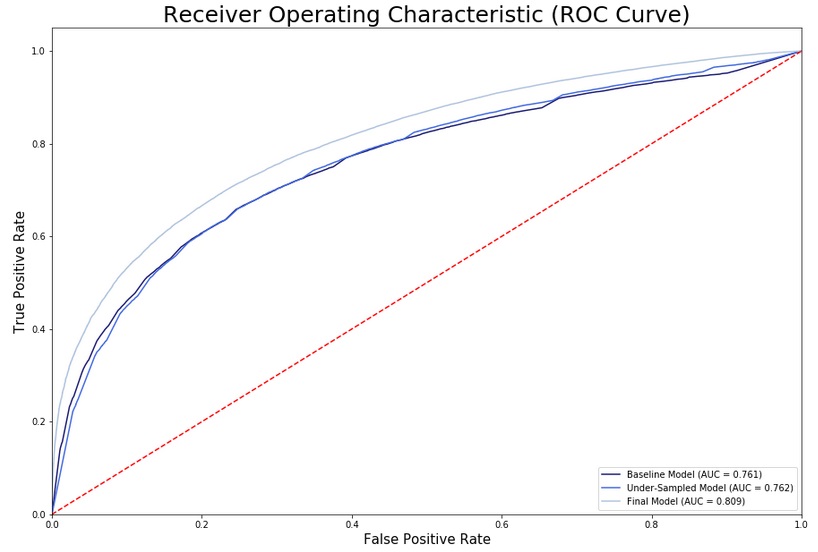 Receiver Operating Characteristic (ROC Curve)
1.0
0.8
0.6
0.4
0.2
0.0
True Positive Rate
0.0 0.2 0.4 0.6 0.8 1.0
False Positive Rate
Baseline Model (AUC = 0.761)
Under-Sampled Model (AUC = 0.762)
Final Model (AUC = 0.809)